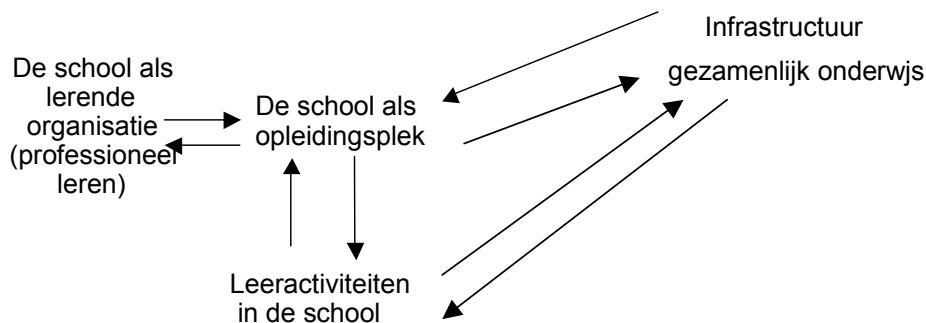 De school als
lerende
organisatie
(professioneel
leren)
De school als
opleidingsplek
Infrastructuur
gezamenlijk onderwjs
Leeractiviteiten
in de school